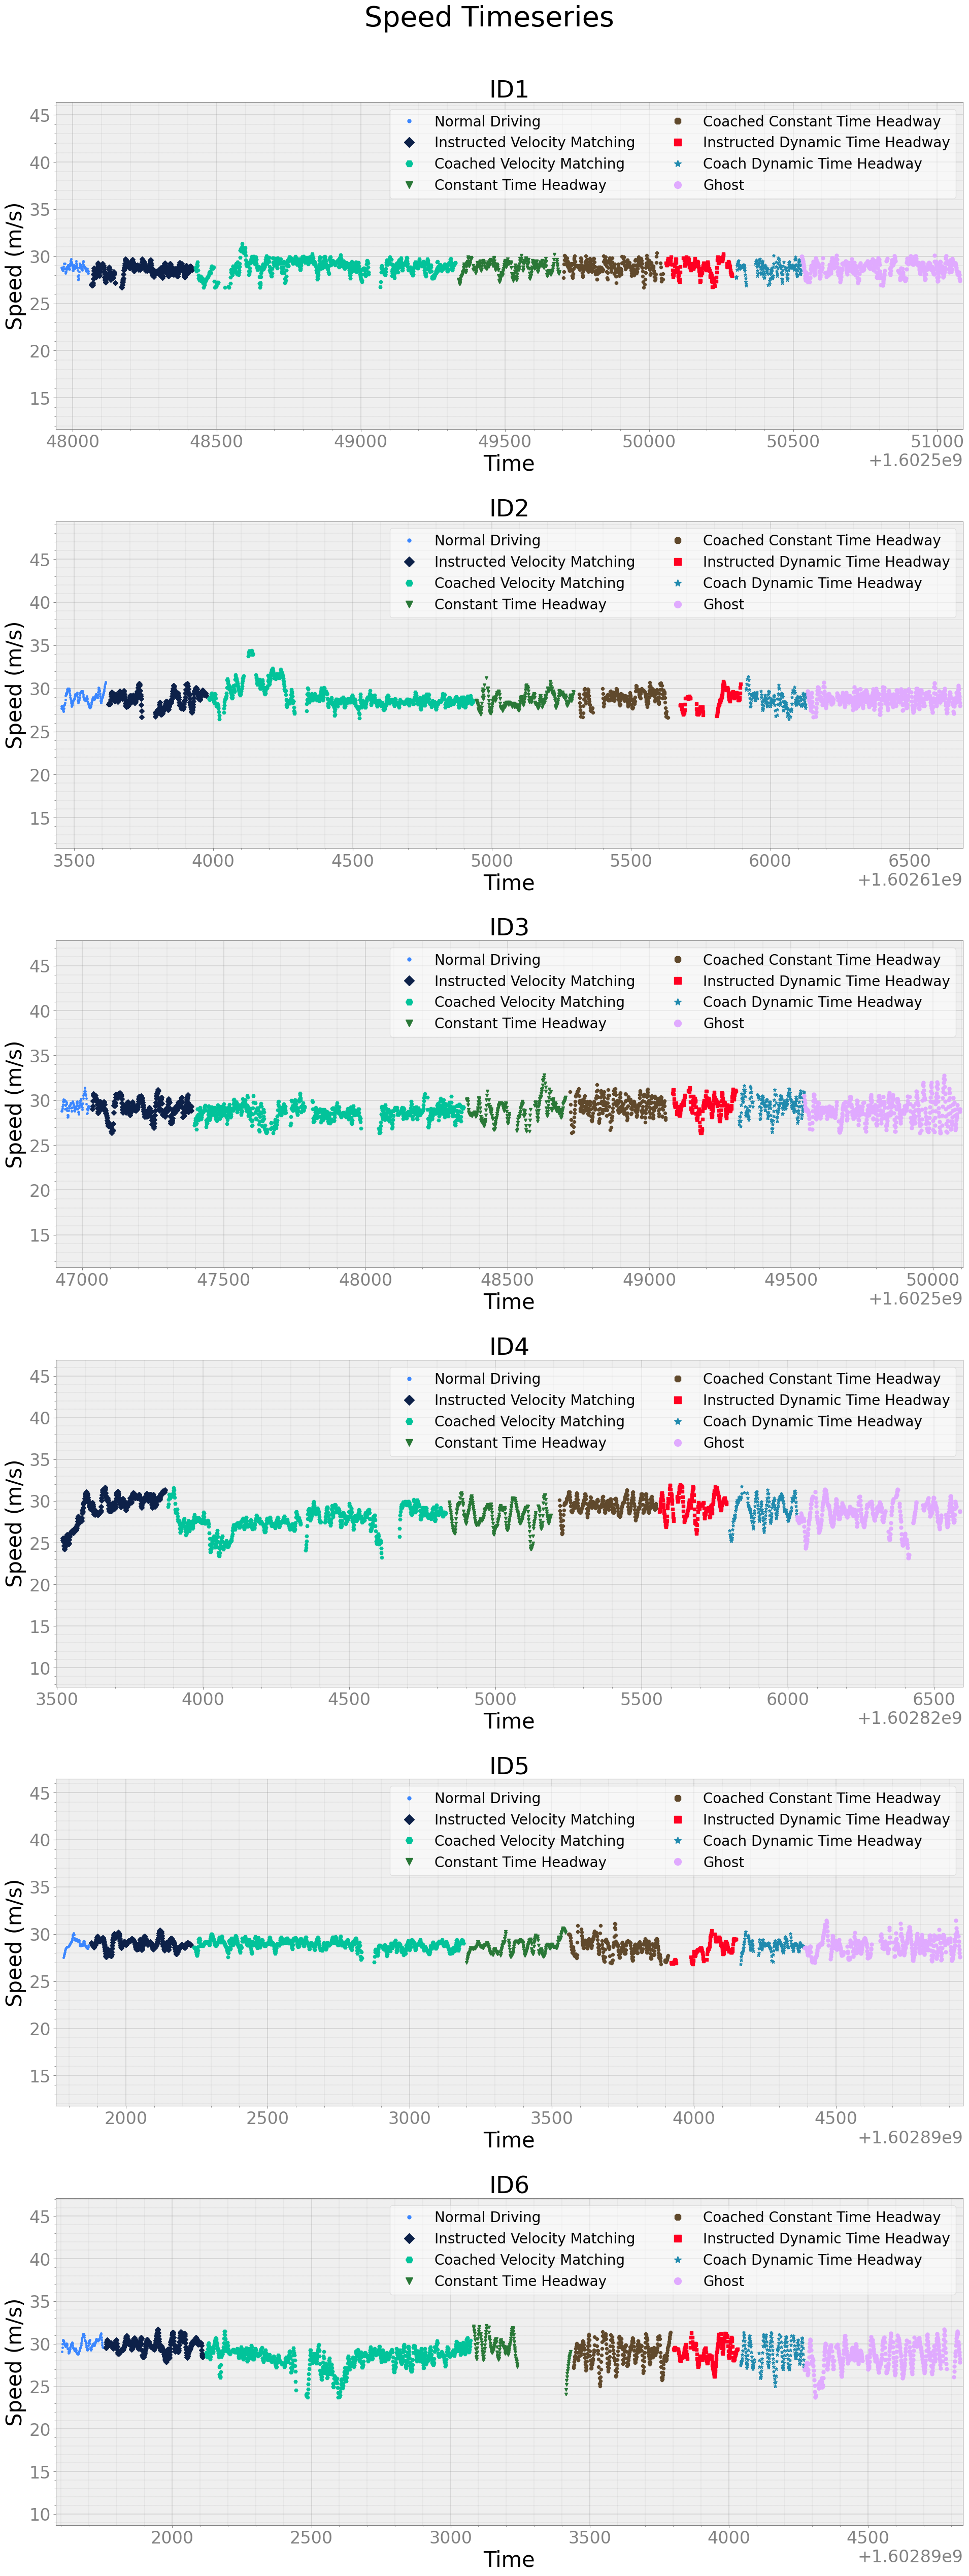 Speed Timeseries
ID1
Normal Driving
Instructed Velocity Matching
Coached Velocity Matching
Constant Time Headway
Coached Constant Time Headway
Instructed Dynamic Time Headway
Coach Dynamic Time Headway
Ghost
Speed (m/s)
45
40
35
30
25
20
15
48000 48500 49000 49500 50000 50500 51000
+1.6025e9
Time
ID2
Normal Driving
Instructed Velocity Matching
Coached Velocity Matching
Constant Time Headway
Coached Constant Time Headway
Instructed Dynamic Time Headway
Coach Dynamic Time Headway
Ghost
Speed (m/s)
45
40
35
30
25
20
15
3500 4000 4500 5000 5500 6000 6500
+1.60261e9
Time
ID3
Normal Driving
Instructed Velocity Matching
Coached Velocity Matching
Constant Time Headway
Coached Constant Time Headway
Instructed Dynamic Time Headway
Coach Dynamic Time Headway
Ghost
Speed (m/s)
45
40
35
30
25
20
15
47000 47500 48000 48500 49000 49500 50000
+1.6025e9
Time
ID4
Normal Driving
Instructed Velocity Matching
Coached Velocity Matching
Constant Time Headway
Coached Constant Time Headway
Instructed Dynamic Time Headway
Coach Dynamic Time Headway
Ghost
Speed (m/s)
45
40
35
30
25
20
15
10
3500 4000 4500 5000 5500 6000 6500
+1.60282e9
Time
ID5
Normal Driving
Instructed Velocity Matching
Coached Velocity Matching
Constant Time Headway
Coached Constant Time Headway
Instructed Dynamic Time Headway
Coach Dynamic Time Headway
Ghost
Speed (m/s)
45
40
35
30
25
20
15
2000 2500 3000 3500 4000 4500
+1.60289e9
Time
ID6
Normal Driving
Instructed Velocity Matching
Coached Velocity Matching
Constant Time Headway
Coached Constant Time Headway
Instructed Dynamic Time Headway
Coach Dynamic Time Headway
Ghost
Speed (m/s)
45
40
35
30
25
20
15
10
2000 2500 3000 3500 4000 4500
+1.60289e9
Time